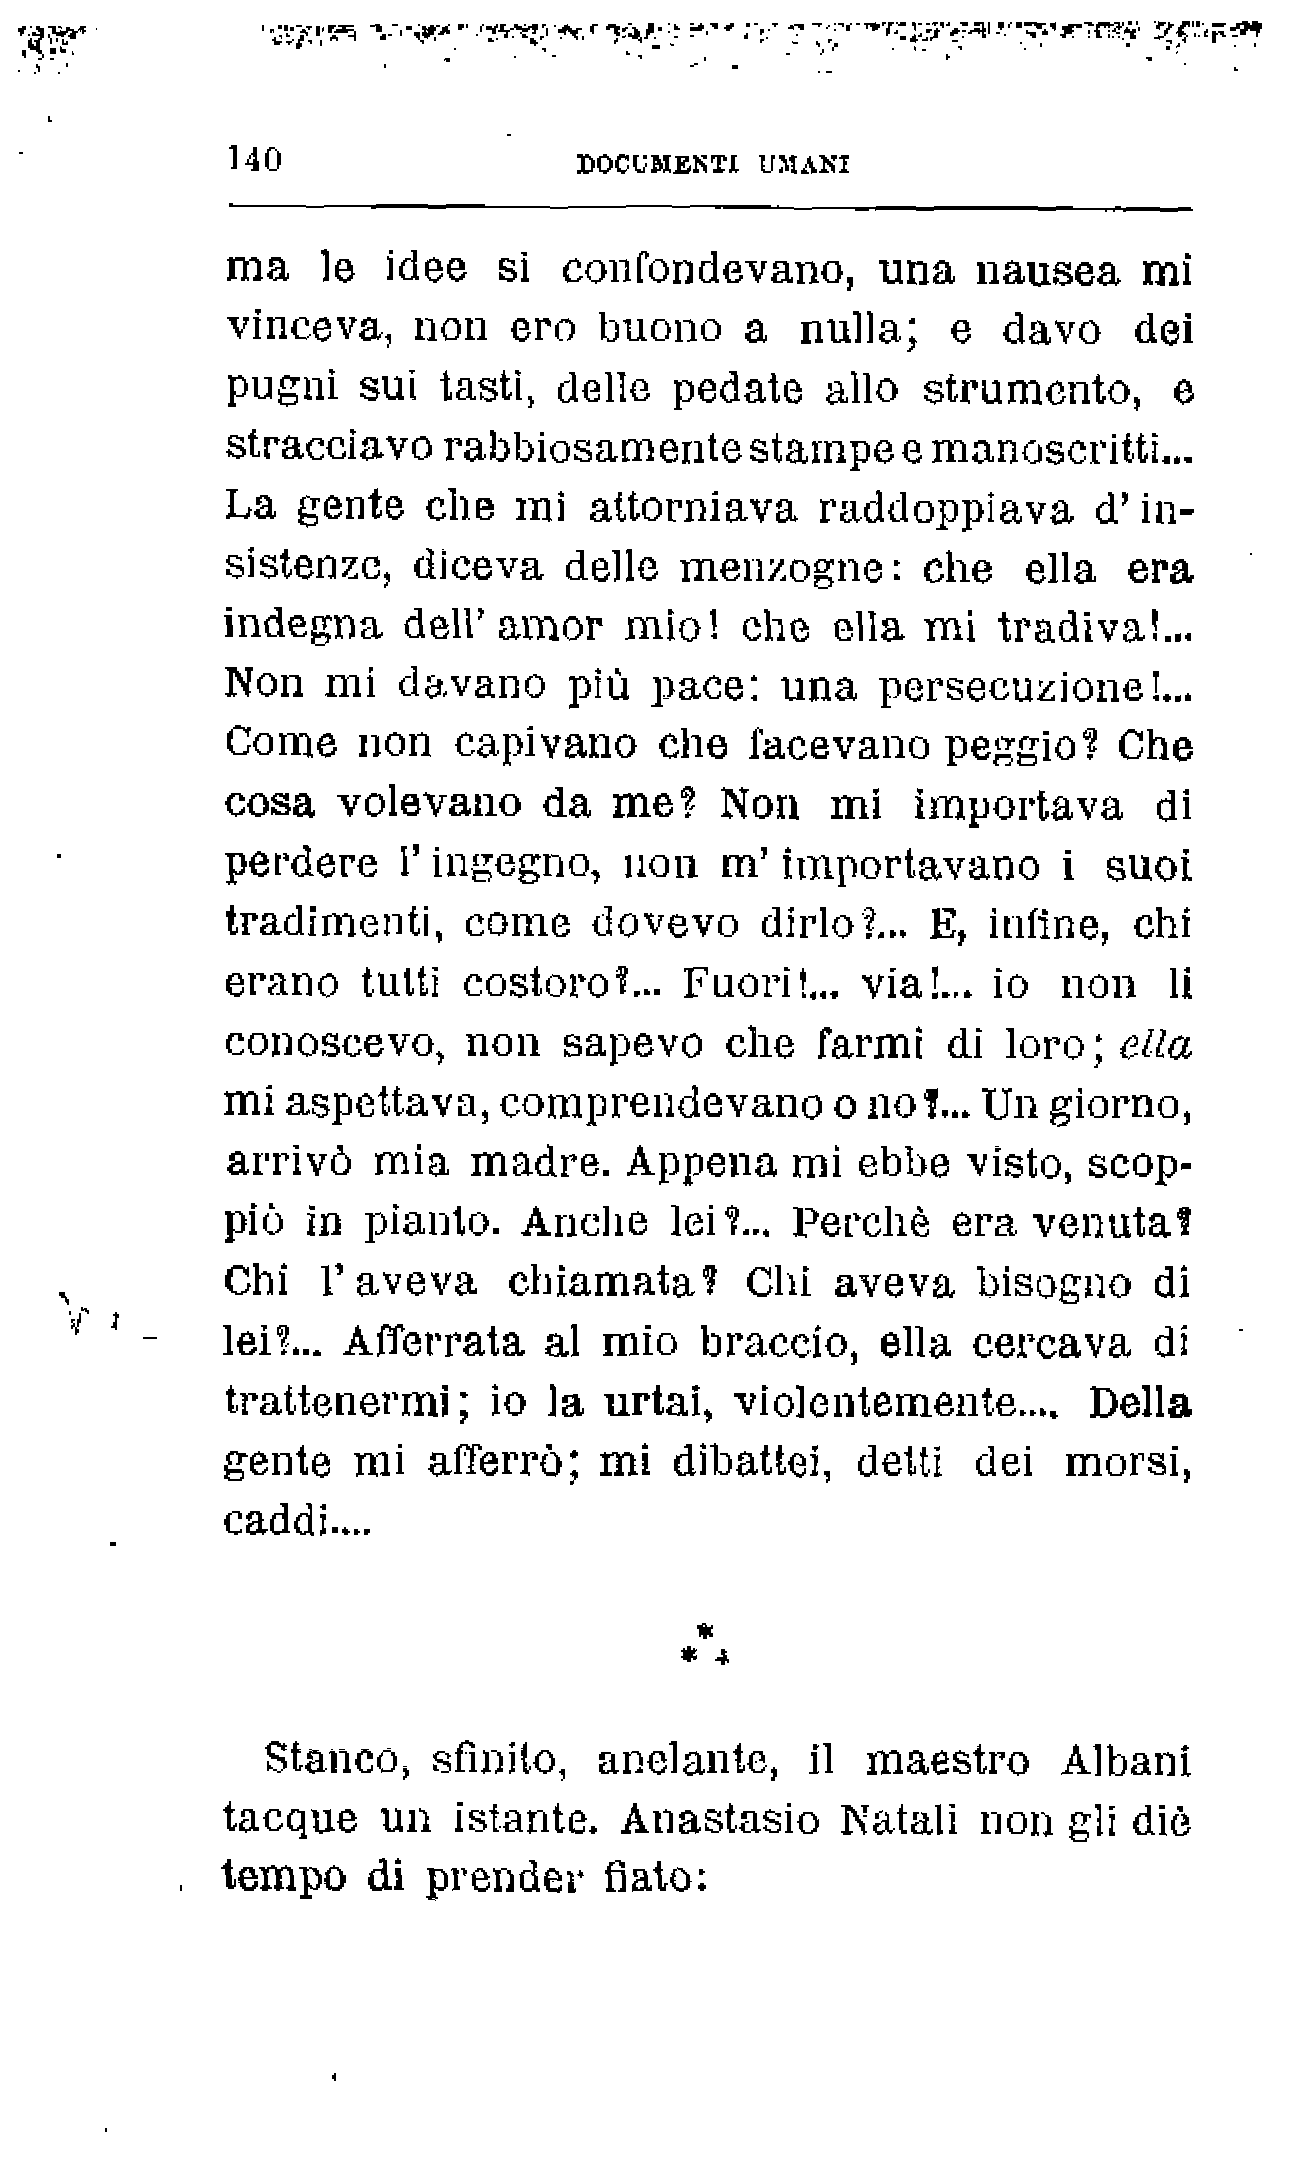 140
DOCUMENTI UMANI
ma le idee si confondevano, una nausea mi
vinceva, non ero buono a nulla; e davo dei
pugni sui tasti, delle pedate allo strumento, e
stracciavo rabbiosamente stampe e manoscritti...
La gente che mi attorniava raddoppiava d' in-
sistenze, diceva delle menzogne: che ella era
indegna dell' amor mio! che ella mi tradiva!...
Non mi davano più pace: una persecuzione!...
Come non capivano che facevano peggio? Che
cosa volevano da me? Non mi importava di
perdere l' ingegno, non m' importavano i suoi
tradimenti, come dovevo dirlo?... E, infine, chi
erano tutti costoro?... Fuori!... via!... io non li
conoscevo, non sapevo che farmi di loro; ella
mi aspettava, comprendevano o no?... Un giorno,
arrivò mia madre. Appena mi ebbe visto, scop-
piò in pianto. Anche lei?... Perchè era venuta?
Chi l' aveva chiamata? Chi aveva bisogno di
lei?... Afferrata al mio braccio, ella cercava di
trattenermi; io la urtai, violentemente.... Della
gente mi afferrò; mi dibattei, detti dei morsi,
caddi....
*
* *
Stanco, sfinito, anelante, il maestro Albani
tacque un istante. Anastasio Natali non gli diè
tempo di prender fiato: